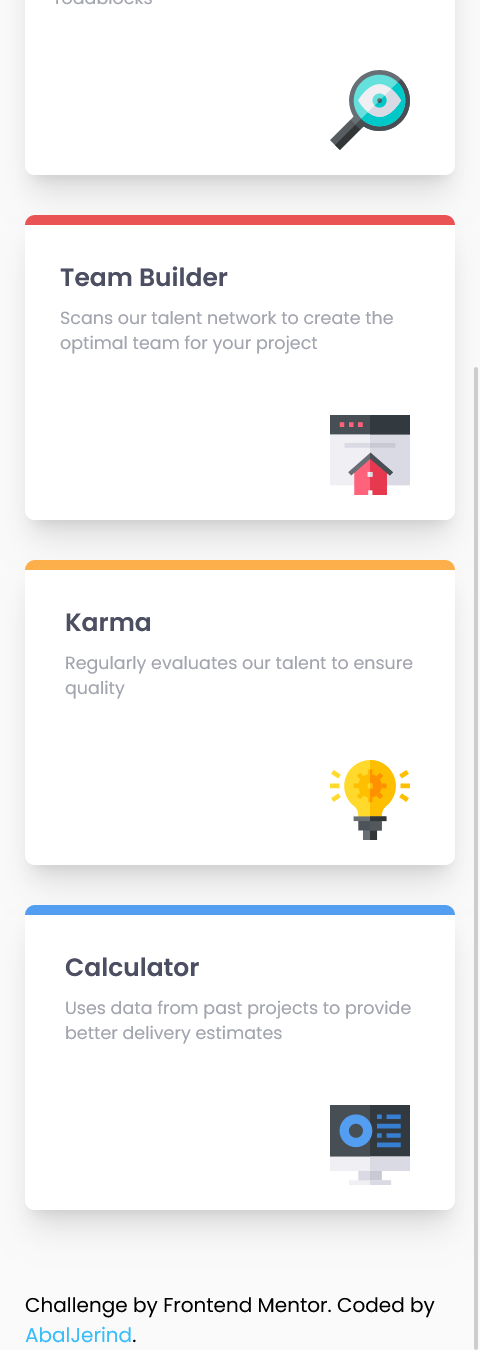 roadblocks
Team Builder
Scans our talent network to create the
optimal team for your project
Karma
Regularly evaluates our talent to ensure
quality
Calculator
Uses data from past projects to provide
better delivery estimates
Challenge by Frontend Mentor. Coded by
AbalJerind.